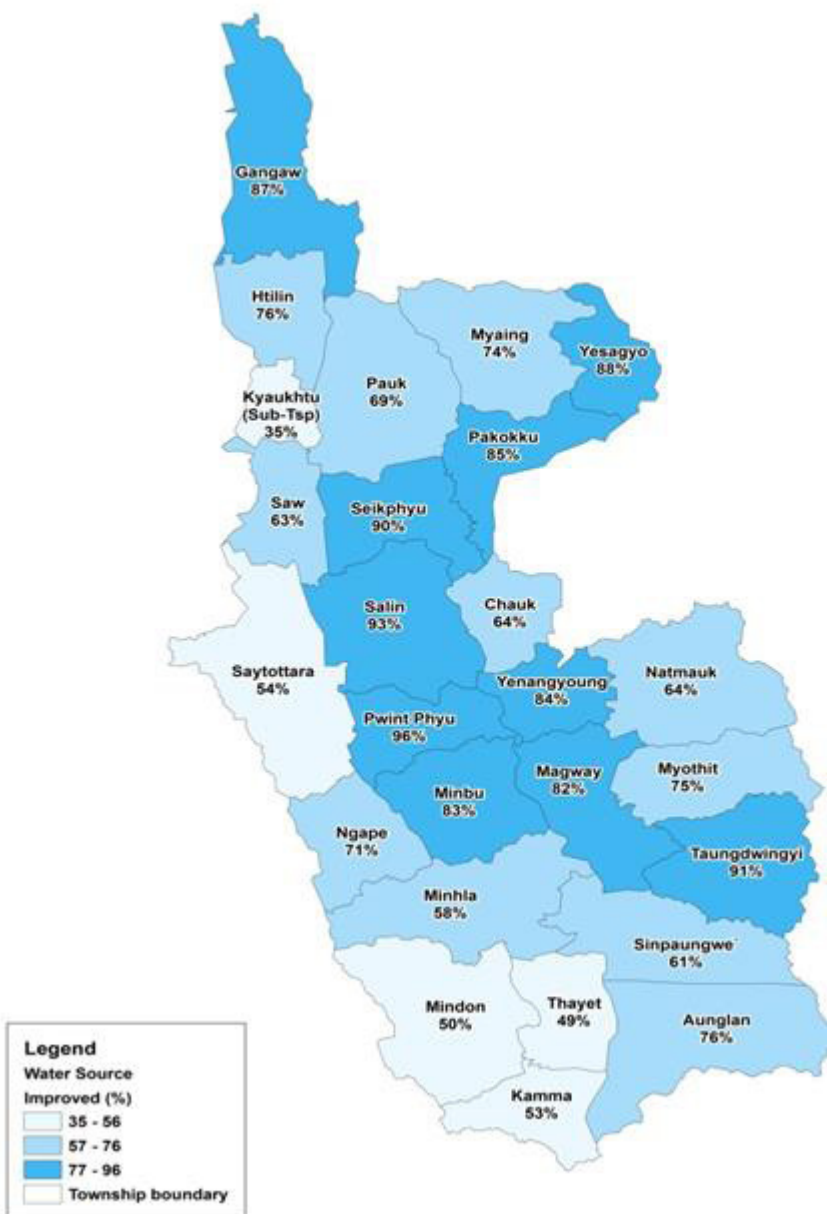 Gangaw
87%
Htilin
76%
Myaing
74%
Yesagyo
88%
Pauk
69%
Kyaukhtu
(Sub-Tsp)
35%
Pakokku
85%
Saw
63%
Seikphyu
90%
Salin
93%
Chauk
64%
Saytottara
54%
Yenangyoung
84%
Natmauk
64%
Pwint Phyu
96%
Magway
82%
Myothit
75%
Minbu
83%
Ngape
71%
Taungdwingyi
91%
Minhla
58%
Sinpaungwe
61%
Mindon
50%
Thayet
49%
Aunglan
76%
Kamma
53%
Legend
Water Source
Improved (%)
35 - 56
57 - 76
77 - 96
Township boundary